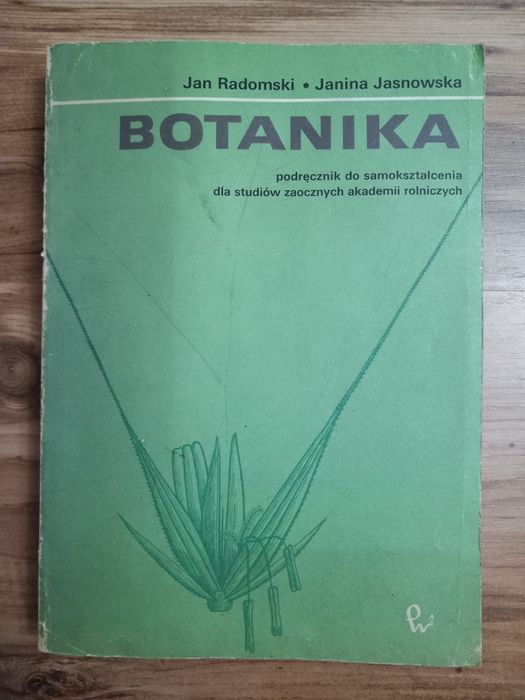 Jan Radomski • Janina Jasnowska
BOTANIKA
podręcznik do samokształcenia
dla studiów zaocznych akademii rolniczych